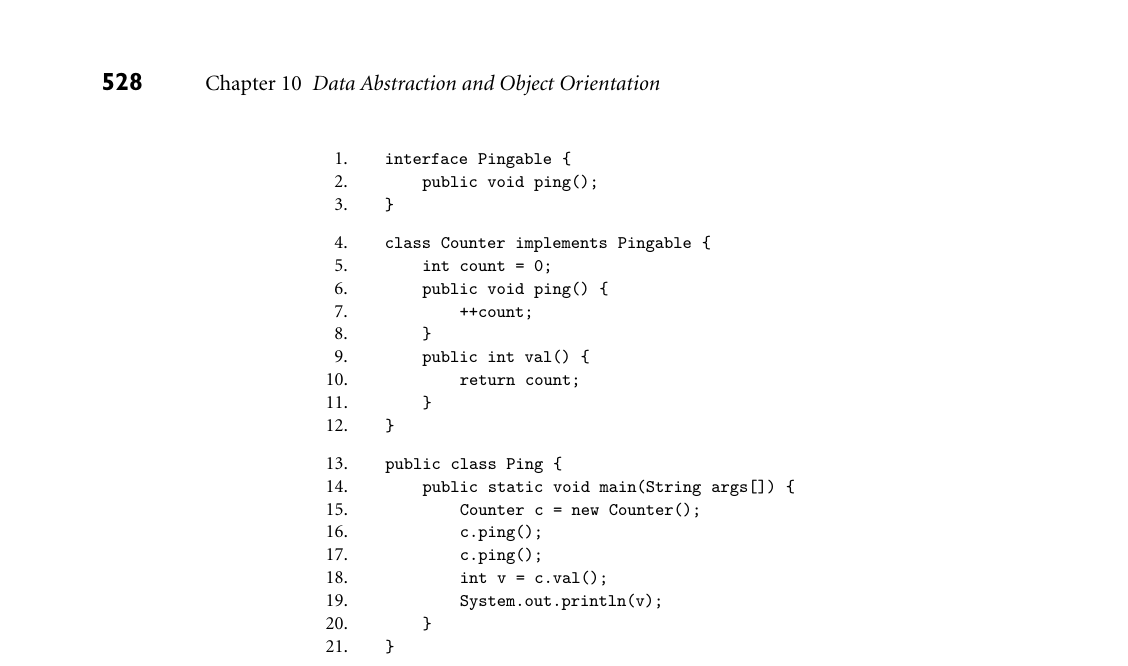 528 Chapter 10 Data Abstraction and Object Orientation
1. interface Pingable {
2. public void ping();
3. }
4. class Counter implements Pingable {
5. int count = 0;
6. public void ping() {
7. ++count;
8. }
9. public int val() {
10. return count;
11. }
12. }
13. public class Ping {
14. public static void main(String args[]) {
15. Counter c = new Counter();
16. c.ping();
17. c.ping();
18. int v = c.val();
19. System.out.println(v);
20. }
21. }